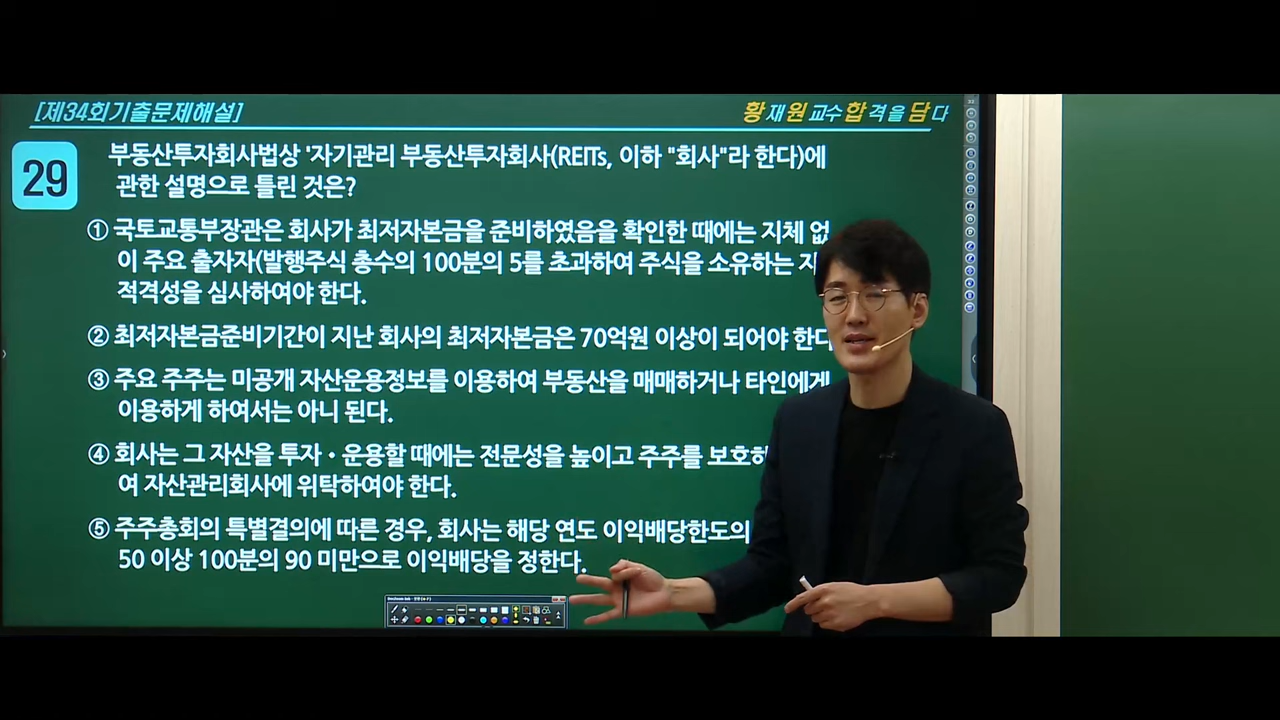 [제34회기출문제해설]
황재원 교수 합격을 담다
29
부동산투자회사법상 '자기관리 부동산투자회사(REITs, 이하 "회사"라 한다)에
관한 설명으로 틀린 것은?
① 국토교통부장관은 회사가 최저자본금을 준비하였음을 확인한 때에는 지체 없
이 주요 출자자(발행주식 총수의 100분의 5를 초과하여 주식을 소유하는
적격성을 심사하여야 한다.
② 최저자본금준비기간이 지난 회사의 최저자본금은 70억원 이상이 되어야 한다
③ 주요 주주는 미공개 자산운용정보를 이용하여 부동산을 매매하거나 타인에게
이용하게 하여서는 아니 된다.
④ 회사는 그 자산을 투자·운용할 때에는 전문성을 높이고 주주를
여 자산관리회사에 위탁하여야 한다.
⑤ 주주총회의 특별결의에 따른 경우, 회사는 해당 연도 이익배당한도의
50 이상 100분의 90 미만으로 이익배당을 정한다.